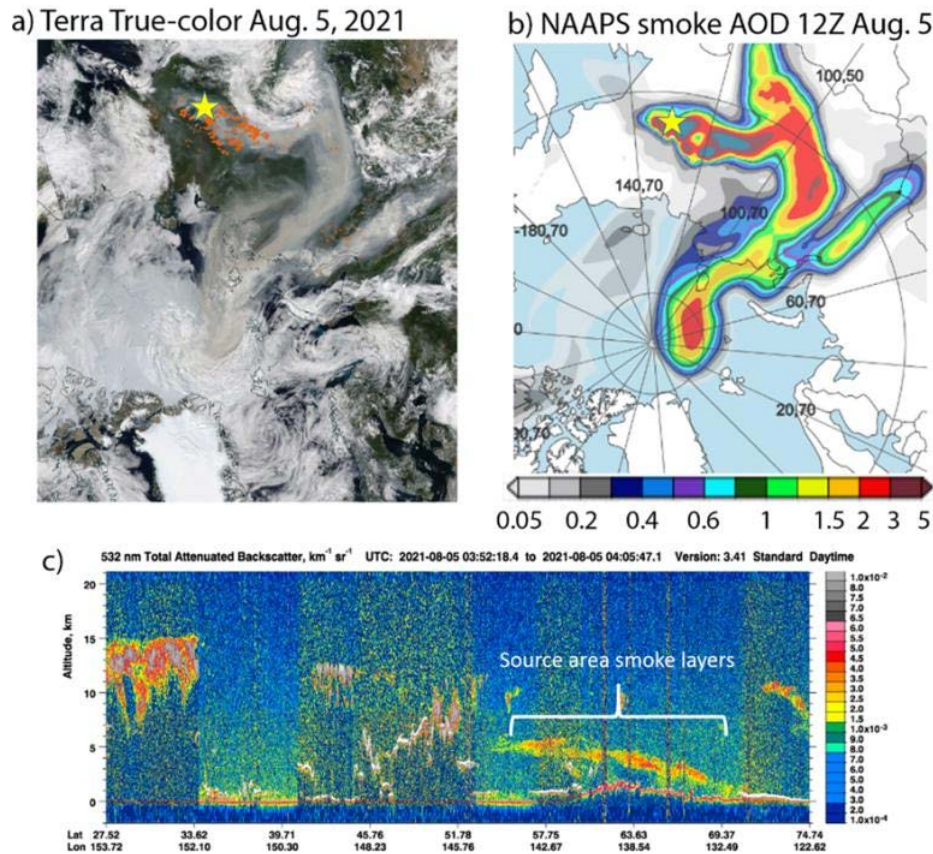 a) Terra True-color Aug. 5, 2021
b) NAAPS smoke AOD 12Z Aug. 5
100,50
140,70
100,70
-180,70
60,70
0
20,70
00,70
0.05 0.2 0.4 0.6 1 1.5 2 3 5
c)
532 nm Total Attenuated Backscatter, km⁻¹ sr⁻¹ UTC: 2021-08-05 03:52:18.4 to 2021-08-05 04:05:47.1 Version: 3.41 Standard Daytime
Altitude, km
20
15
10
5
0
Source area smoke layers
1.0x10⁻²
8.0
7.5
7.0
6.5
6.0
5.5
5.0
4.5
4.0
3.5
3.0
2.5
2.0
1.5
1.0x10⁻³
9.0
8.0
7.0
6.0
5.0
4.0
3.0
2.0
1.0x10⁻⁴
Lat 27.52 33.62 39.71 45.76 51.78 57.75 63.63 69.37 74.74
Lon 153.72 152.10 150.30 148.23 145.76 142.67 138.54 132.44 122.62